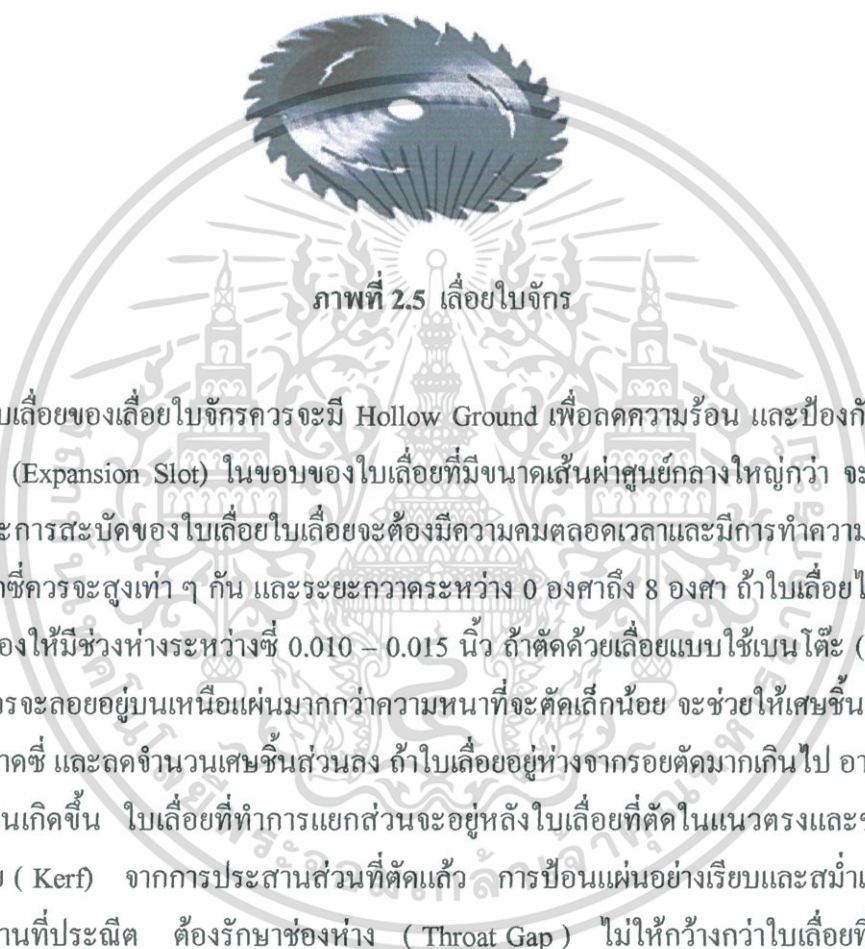 ภาพที่ 2.5 เลื่อยใบจักร
บเลื่อยของเลื่อยใบจักรควรจะมี Hollow Ground เพื่อลดความร้อน และป้องกั
(Expansion Slot) ในขอบของใบเลื่อยที่มีขนาดเส้นผ่าศูนย์กลางใหญ่กว่า จะ
ะการสะบัดของใบเลื่อยใบเลื่อยจะต้องมีความคมตลอดเวลาและมีการทำความ
ซี่ควรจะสูงเท่า ๆ กัน และระยะกวาดระหว่าง 0 องศาถึง 8 องศา ถ้าใบเลื่อยไ
องให้มีช่วงห่างระหว่างซี่ 0.010 – 0.015 นิ้ว ถ้าตัดด้วยเลื่อยแบบใช้เบนโต๊ะ (
รจะลอยอยู่บนเหนือแผ่นมากกว่าความหนาที่จะตัดเล็กน้อย จะช่วยให้เศษชิ้น
าดซี่ และลดจำนวนเศษชิ้นส่วนลง ถ้าใบเลื่อยอยู่ห่างจากรอยตัดมากเกินไป อา
นเกิดขึ้น ใบเลื่อยที่ทำการแยกส่วนจะอยู่หลังใบเลื่อยที่ตัดในแนวตรงและ
ย ( Kerf) จากการประสานส่วนที่ตัดแล้ว การป้อนแผ่นอย่างเรียบและสม่ำเ
านที่ประณีต ต้องรักษาช่องห่าง ( Throat Gap ) ไม่ให้กว้างกว่าใบเลื่อยที